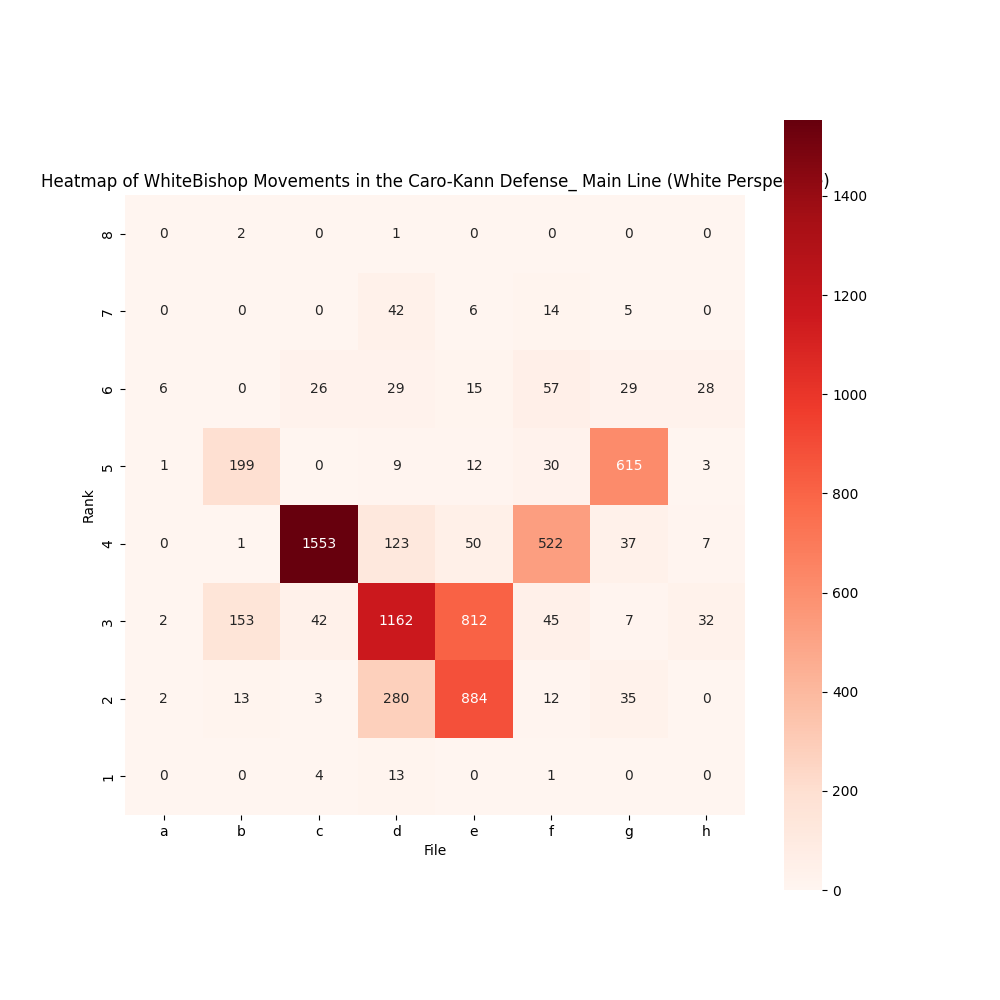 Heatmap of WhiteBishop Movements in the Caro-Kann Defense_ Main Line (White Perspe
8 0 2 0 1 0 0 0 0
7 0 0 0 42 6 14 5 0
6 6 0 26 29 15 57 29 28
5 1 199 0 9 12 30 615 3
4 0 1 1553 123 50 522 37 7
3 2 153 42 1162 812 45 7 32
2 2 13 3 280 884 12 35 0
1 0 0 4 13 0 1 0 0
a b c d e f g h
File
Rank
1400
1200
1000
800
600
400
200
0